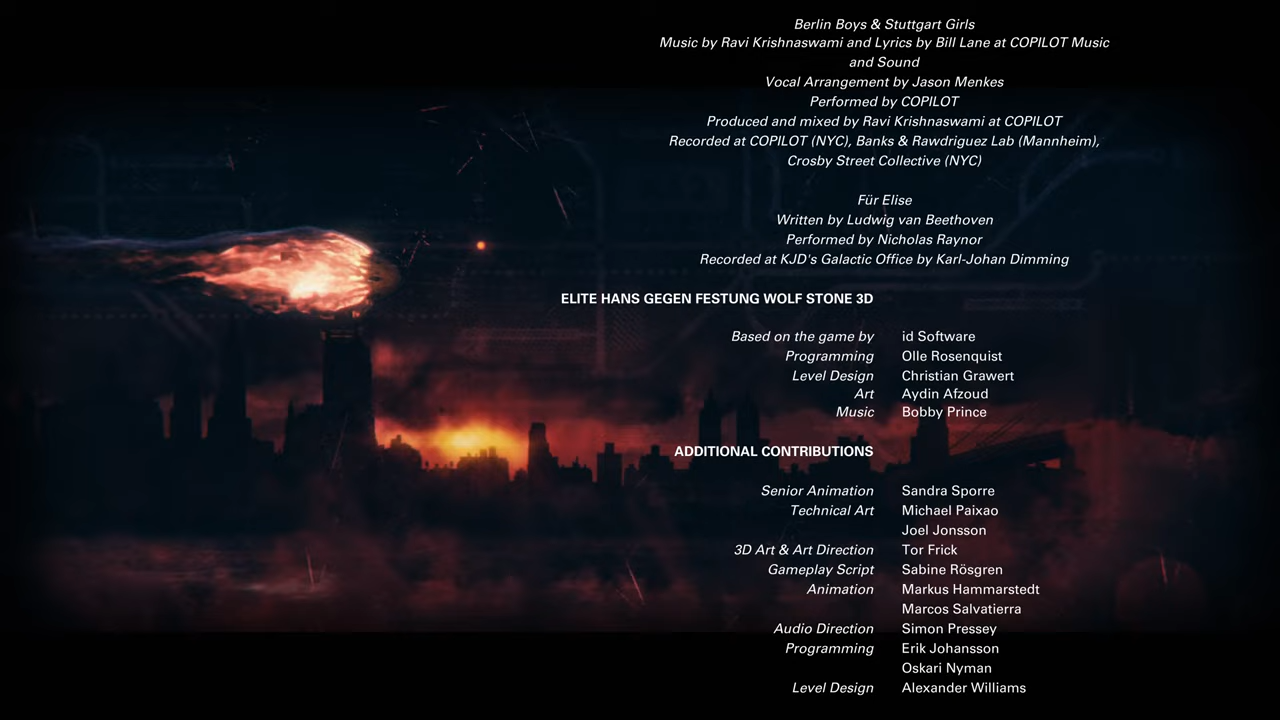 Berlin Boys & Stuttgart Girls
Music by Ravi Krishnaswami and Lyrics by Bill Lane at COPILOT Music
and Sound
Vocal Arrangement by Jason Menkes
Performed by COPILOT
Produced and mixed by Ravi Krishnaswami at COPILOT
Recorded at COPILOT (NYC), Banks & Rawdriguez Lab (Mannheim),
Crosby Street Collective (NYC)
Für Elise
Written by Ludwig van Beethoven
Performed by Nicholas Raynor
Recorded at KJD's Galactic Office by Karl-Johan Dimming
ELITE HANS GEGEN FESTUNG WOLF STONE 3D
Based on the game by id Software
Programming Olle Rosenquist
Level Design Christian Grawert
Art Aydin Afzoud
Music Bobby Prince
ADDITIONAL CONTRIBUTIONS
Senior Animation Sandra Sporre
Technical Art Michael Paixao
Joel Jonsson
3D Art & Art Direction Tor Frick
Gameplay Script Sabine Rösgren
Animation Markus Hammarstedt
Marcos Salvatierra
Audio Direction Simon Pressey
Programming Erik Johansson
Oskari Nyman
Level Design Alexander Williams